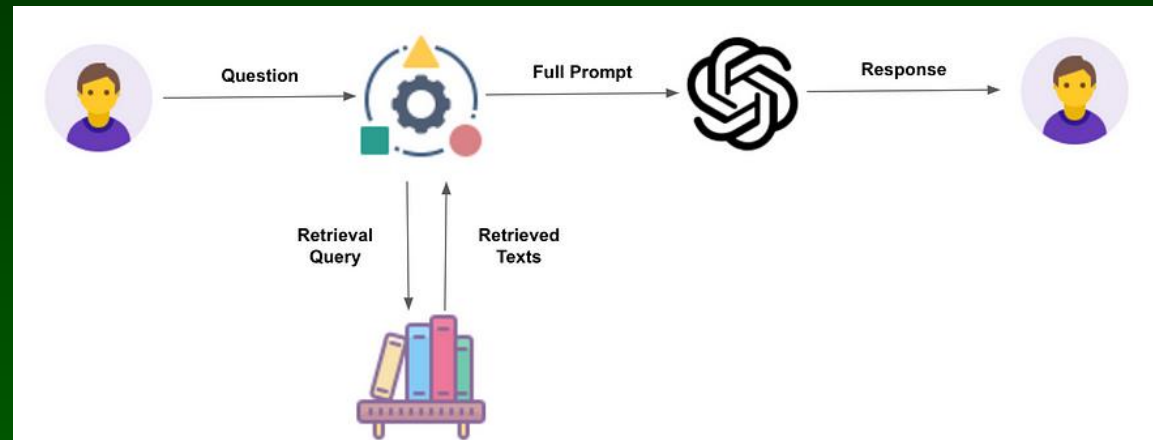 Question
Full Prompt
Response
Retrieval
Query
Retrieved
Texts